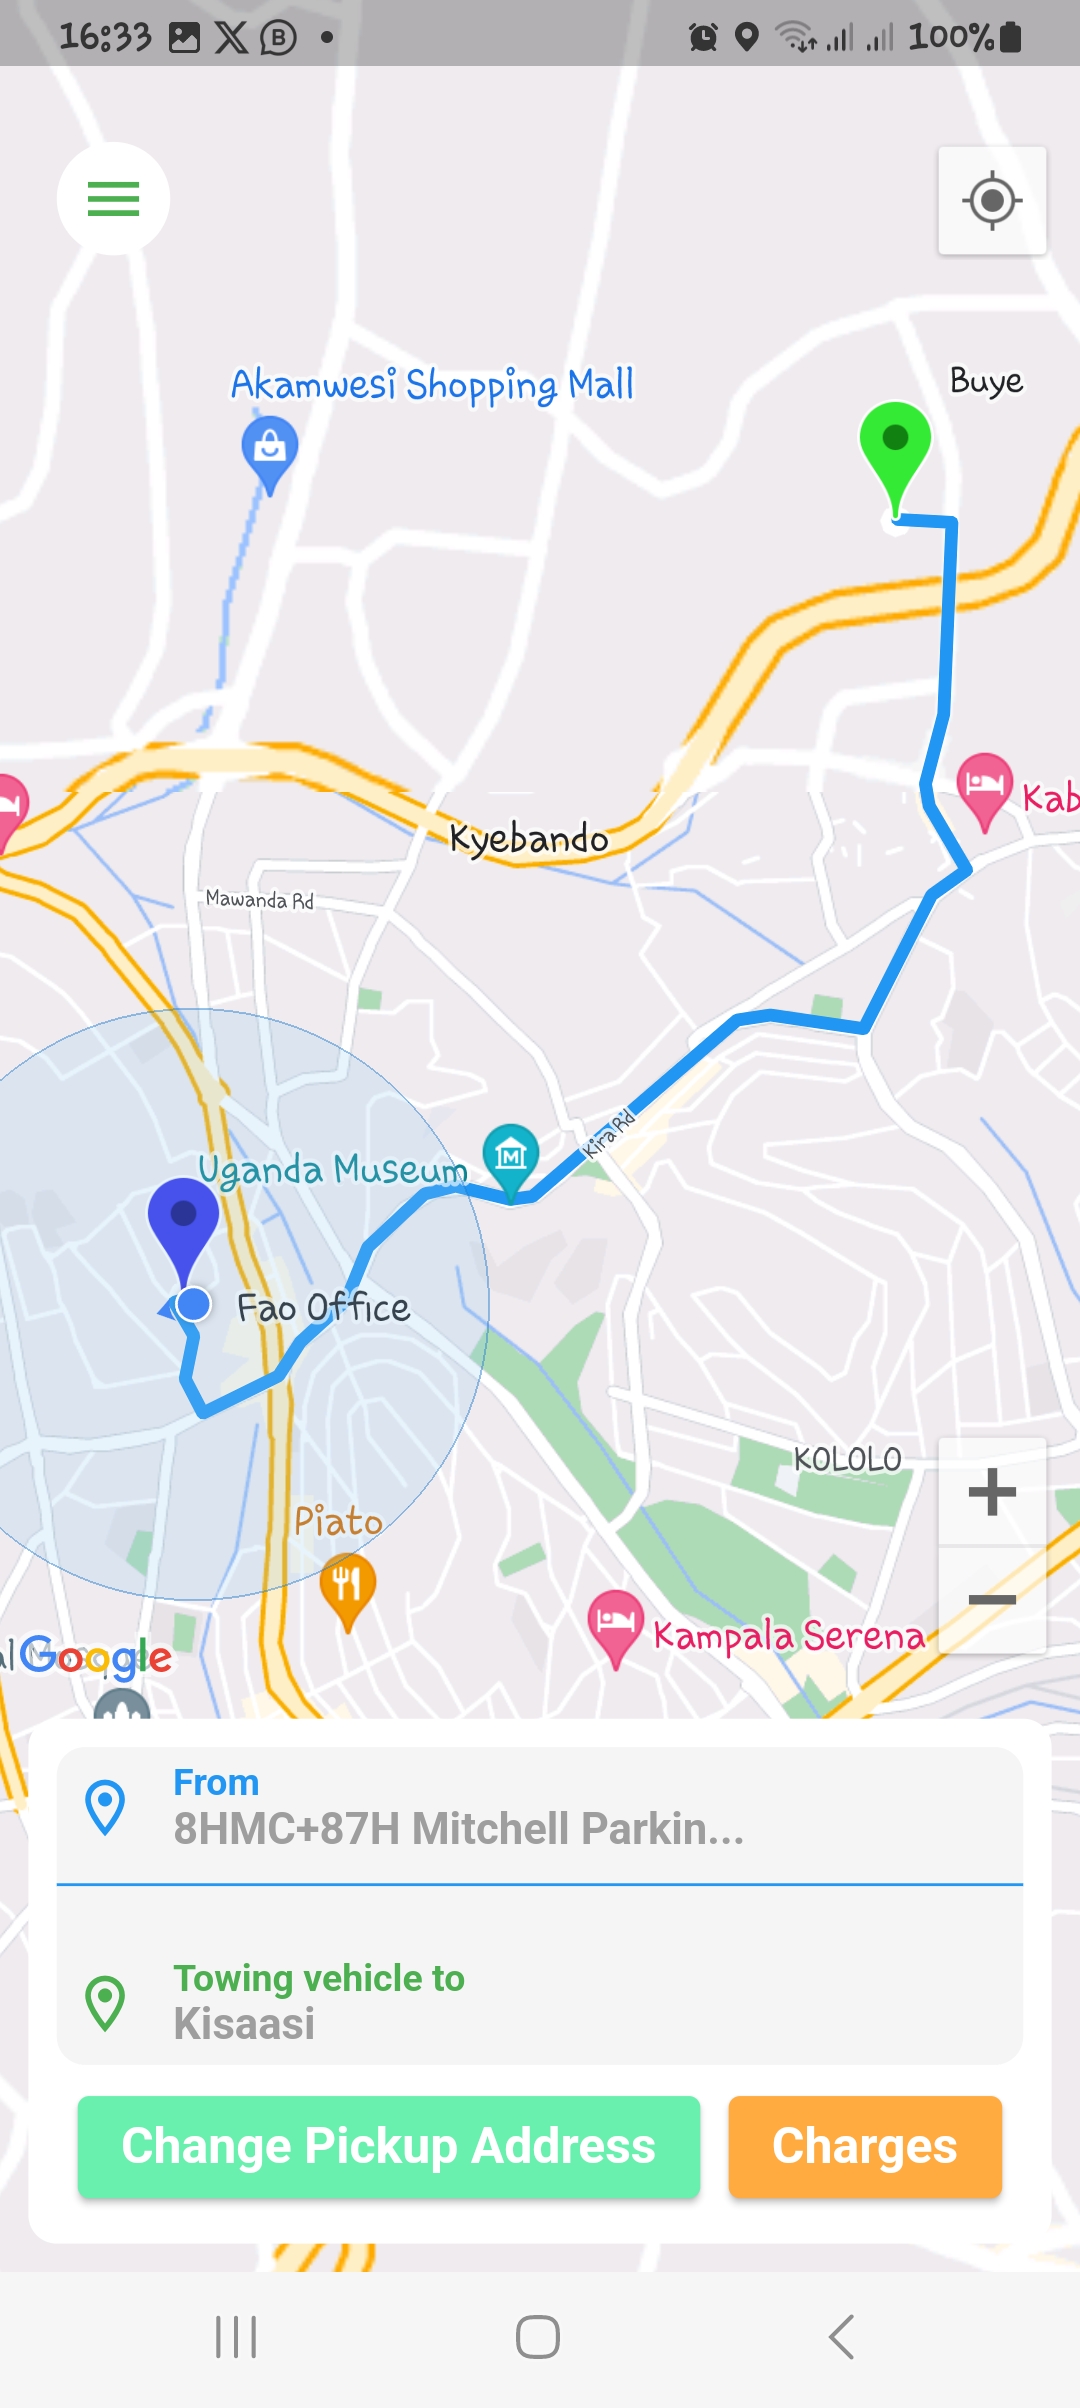 16:33
100%
Akamwesi Shopping Mall
Buye
Kab
Kyebando
Mawanda Rd
Kira Rd
Uganda Museum
Fao Office
KOLOLO
Piato
Kampala Serena
Google
From
8HMC+87H Mitchell Parkin...
Towing vehicle to
Kisaasi
Change Pickup Address
Charges